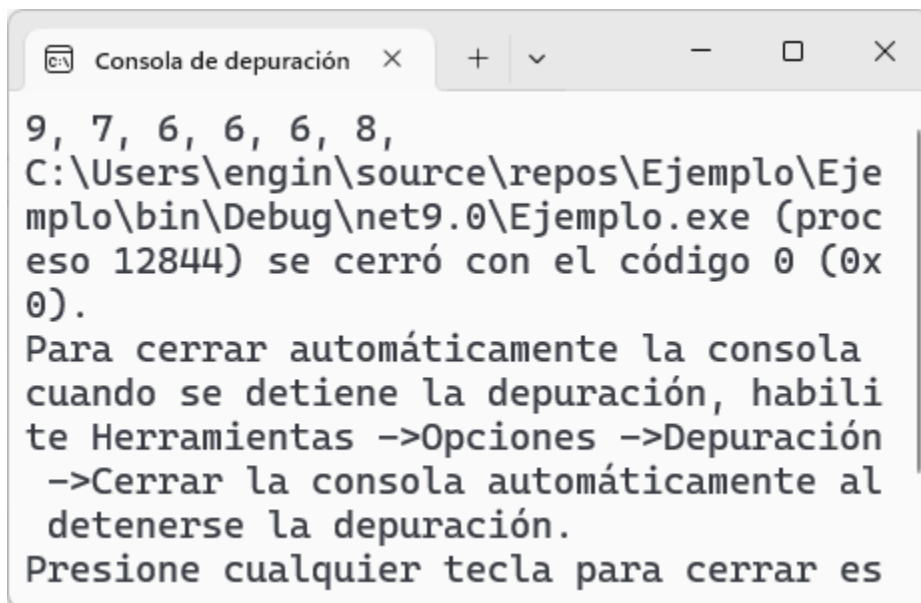 Consola de depuración
9, 7, 6, 6, 6, 8,
C:\Users\engin\source\repos\Ejemplo\Eje
mplo\bin\Debug\net9.0\Ejemplo.exe (proc
eso 12844) se cerró con el código 0 (0x
0).
Para cerrar automáticamente la consola
cuando se detiene la depuración, habili
te Herramientas ->Opciones ->Depuración
 ->Cerrar la consola automáticamente al
 detenerse la depuración.
Presione cualquier tecla para cerrar es